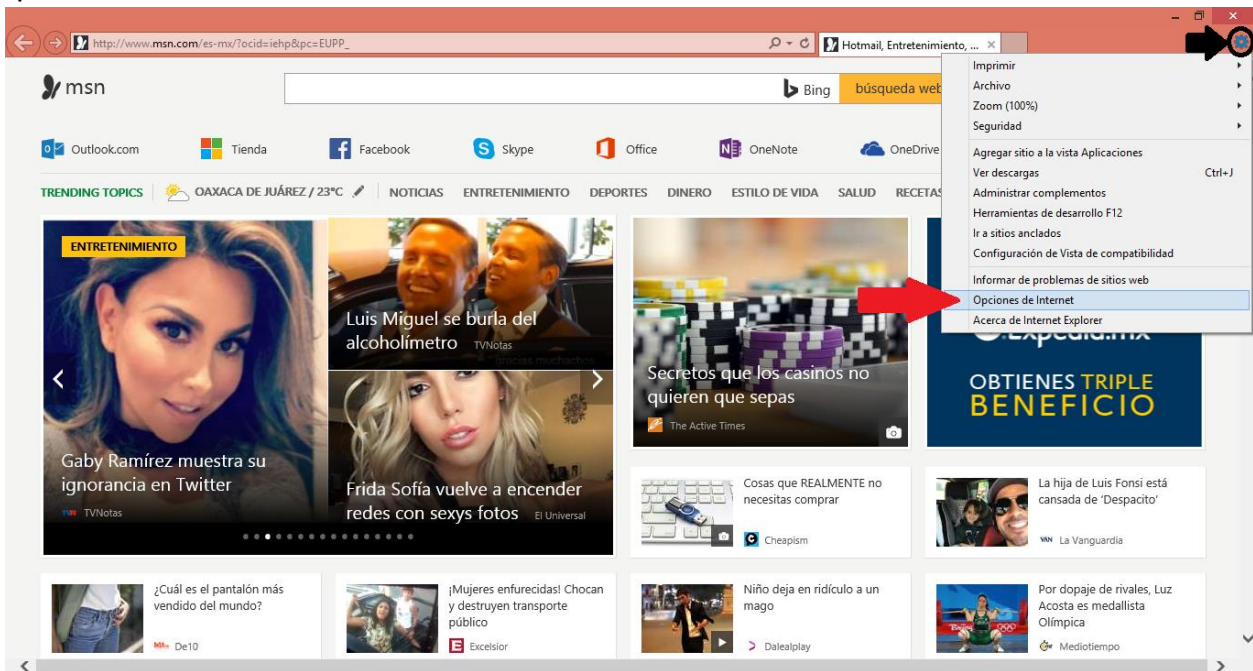 http://www.msn.com/es-mx/?ocid=iehp&pc=EUPP_
Hotmail, Entretenimiento, ...
Imprimir
Archivo
Zoom (100%)
Seguridad
Agregar sitio a la vista Aplicaciones
Ver descargas Ctrl+J
Administrar complementos
Herramientas de desarrollo F12
Ir a sitios anclados
Configuración de Vista de compatibilidad
Informar de problemas de sitios web
Opciones de Internet
Acerca de Internet Explorer
msn
Bing
búsqueda web
Outlook.com
Tienda
Facebook
Skype
Office
OneNote
OneDrive
TRENDING TOPICS
OAXACA DE JUÁREZ / 23°C
NOTICIAS ENTRETENIMIENTO DEPORTES DINERO ESTILO DE VIDA SALUD RECETAS
ENTRETENIMIENTO
Gaby Ramírez muestra su
ignorancia en Twitter
TVNotas
Luis Miguel se burla del
alcoholímetro TVNotas
gracias muchachos
Frida Sofía vuelve a encender
redes con sexys fotos El Universal
Secretos que los casinos no
quieren que sepas
The Active Times
Expedia.mx
OBTIENES TRIPLE
BENEFICIO
Cosas que REALMENTE no
necesitas comprar
Cheapism
La hija de Luis Fonsi está
cansada de 'Despacito'
VAN La Vanguardia
¿Cuál es el pantalón más
vendido del mundo?
De10
¡Mujeres enfurecidas! Chocan
y destruyen transporte
público
Excelsior
Niño deja en ridículo a un
mago
Dalealplay
Por dopaje de rivales, Luz
Acosta es medallista
Olímpica
Mediotiempo